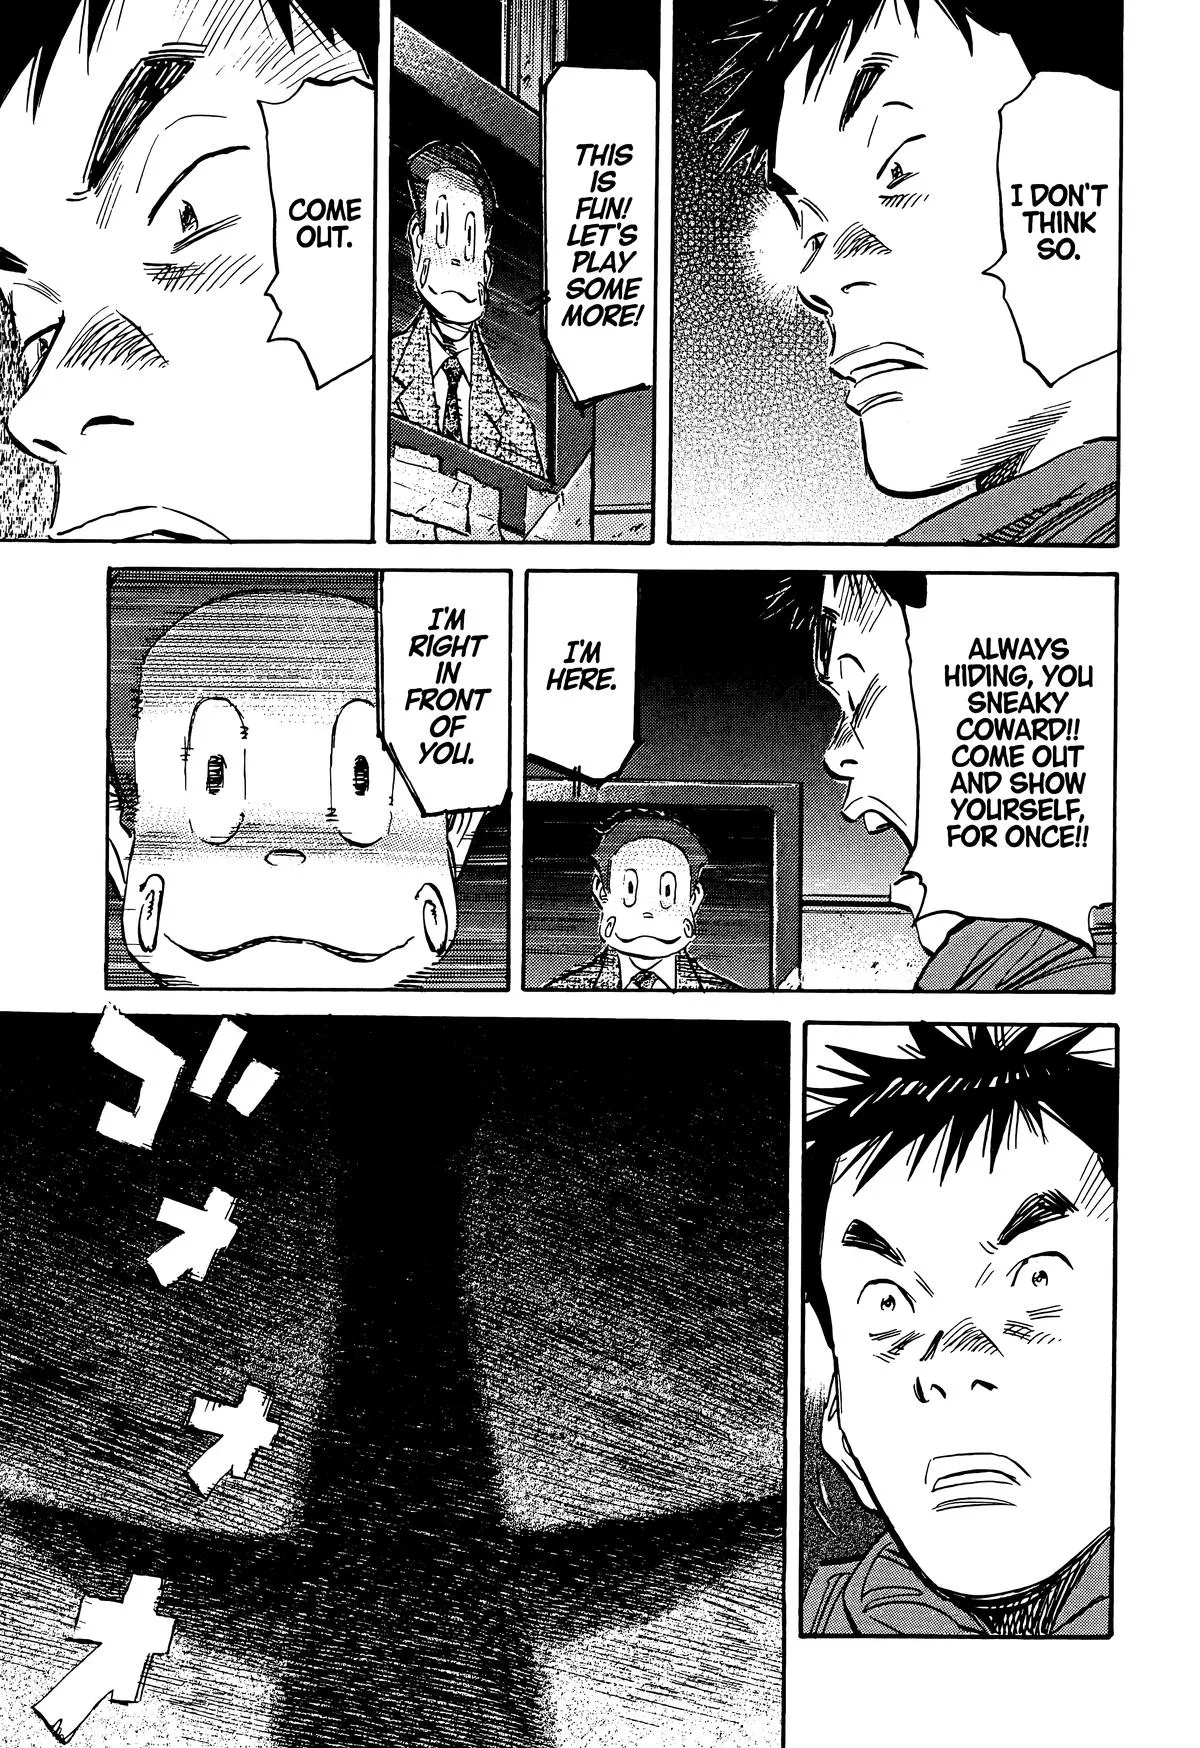 I DON'T
THINK
SO.
THIS
IS
FUN!
LET'S
PLAY
SOME
MORE!
COME
OUT.
ALWAYS
HIDING, YOU
SNEAKY
COWARD!!
COME OUT
AND SHOW
YOURSELF,
FOR ONCE!!
I'M
HERE.
I'M
RIGHT
IN
FRONT
OF
YOU.
ゴ
オ
オ
オ